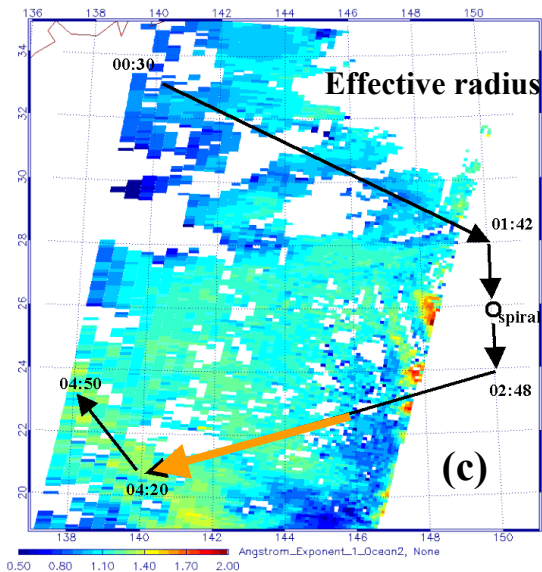 136 138 140 142 144 146 148 150
00:30
Effective radius
34
32
30
01:42
28
26
spiral
24
04:50
02:48
22
(c)
04:20
20
138 140 142 144 146 148 150
Angstrom_Exponent_1_Ocean2, None
0.50 0.80 1.10 1.40 1.70 2.00